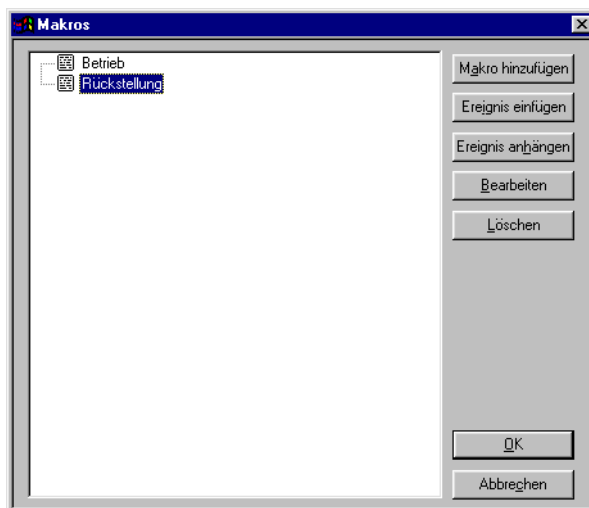 Makros
Betrieb
Rückstellung
Makro hinzufügen
Ereignis einfügen
Ereignis anhängen
Bearbeiten
Löschen
OK
Abbrechen